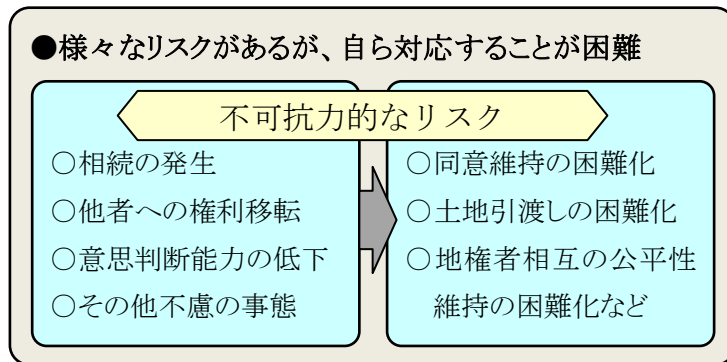 ●様々なリスクがあるが、自ら対応することが困難
不可抗力的なリスク
○相続の発生
○他者への権利移転
○意思判断能力の低下
○その他不慮の事態
○同意維持の困難化
○土地引渡しの困難化
○地権者相互の公平性
維持の困難化など